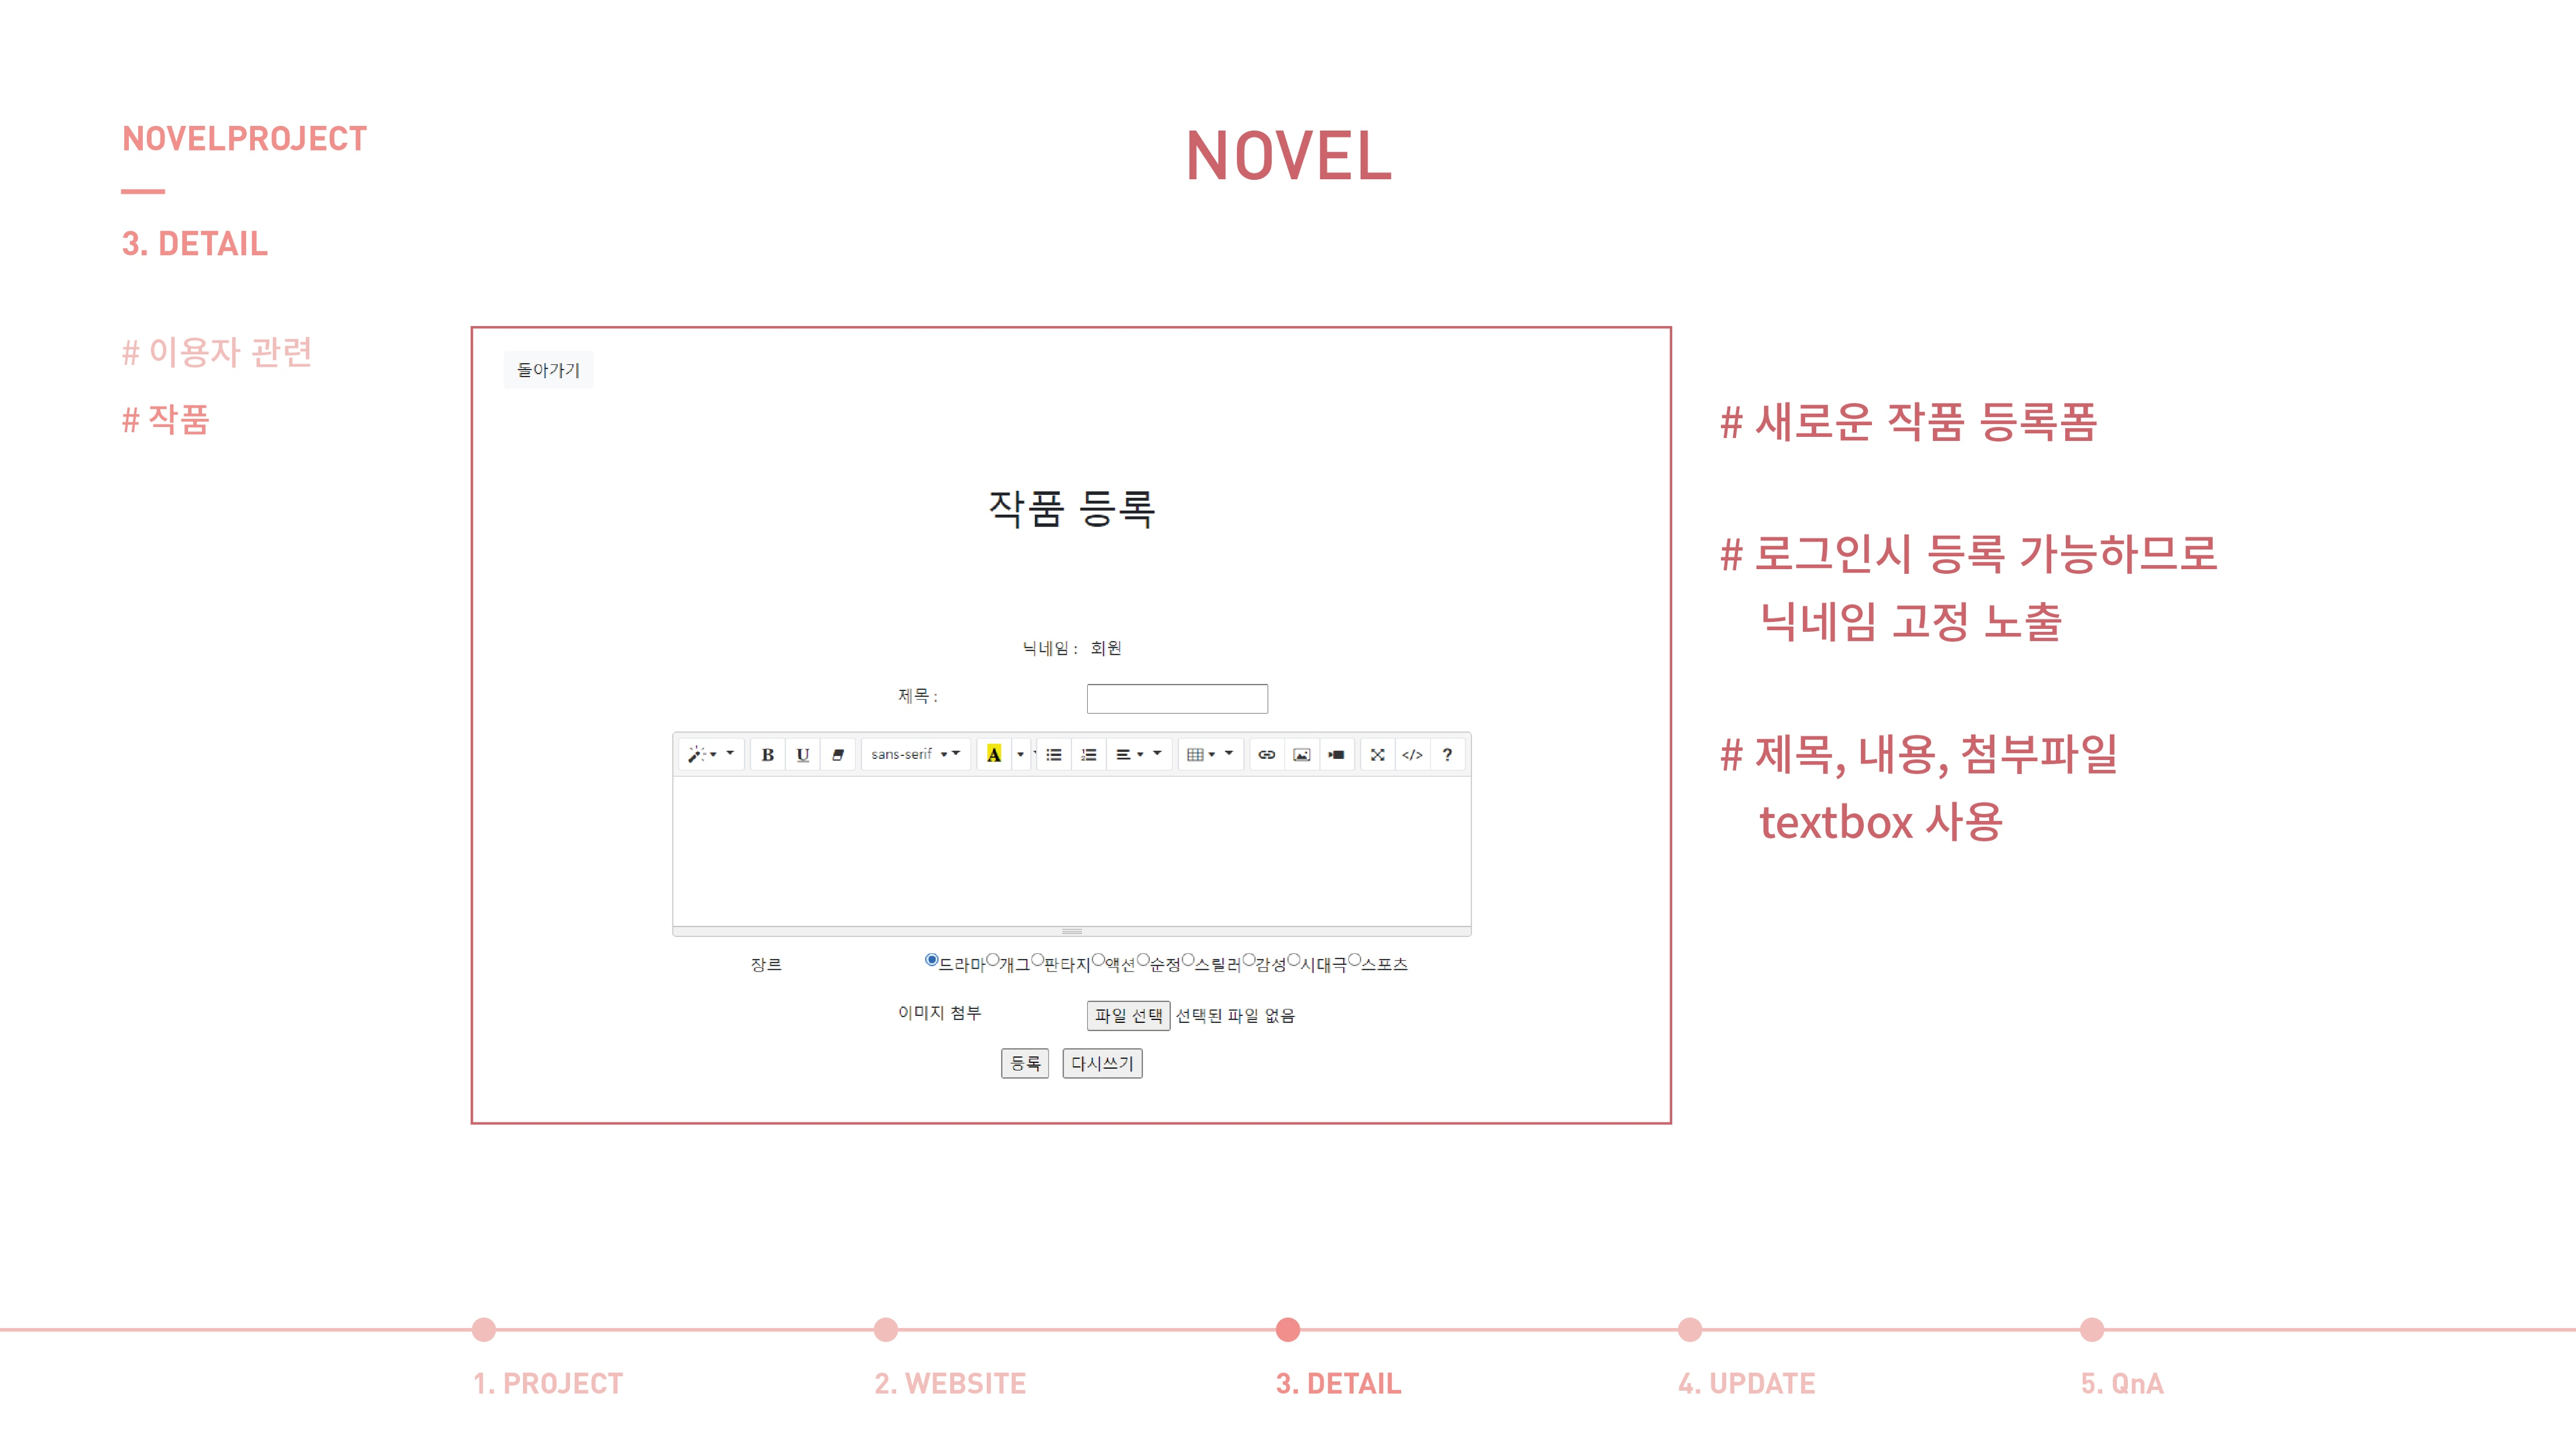 NOVELPROJECT
NOVEL
3. DETAIL
# 이용자 관련
# 작품
돌아가기
작품 등록
닉네임 : 회원
제목 :
B U sans-serif A </> ?
장르 드라마 개그 판타지 액션 순정 스릴러 감성 시대극 스포츠
이미지 첨부 파일 선택 선택된 파일 없음
등록 다시쓰기
# 새로운 작품 등록폼
# 로그인시 등록 가능하므로
닉네임 고정 노출
# 제목, 내용, 첨부파일
textbox 사용
1. PROJECT
2. WEBSITE
3. DETAIL
4. UPDATE
5. QnA